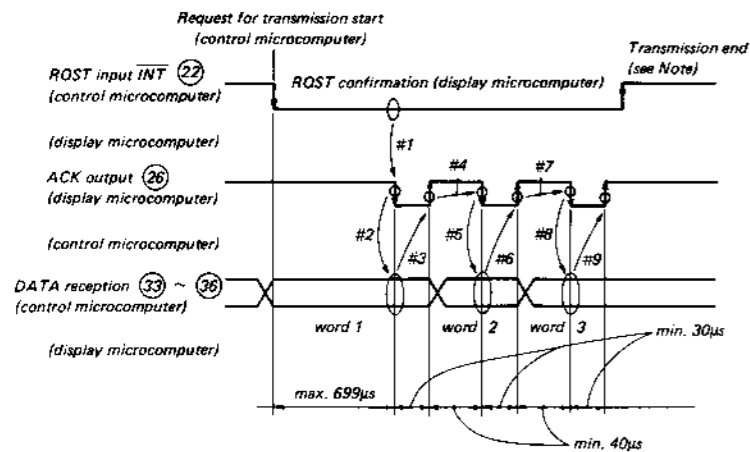 Request for transmission start
(control microcomputer)
Transmission end
(see Note)
ROST input INT 22
(control microcomputer)
ROST confirmation (display microcomputer)
(display microcomputer)
#1
#4
#7
ACK output 26
(display microcomputer)
(control microcomputer)
#2
#3
#5
#6
#8
#9
DATA reception 33 ~ 36
(control microcomputer)
word 1
word 2
word 3
min. 30µs
(display microcomputer)
max. 699µs
min. 40µs